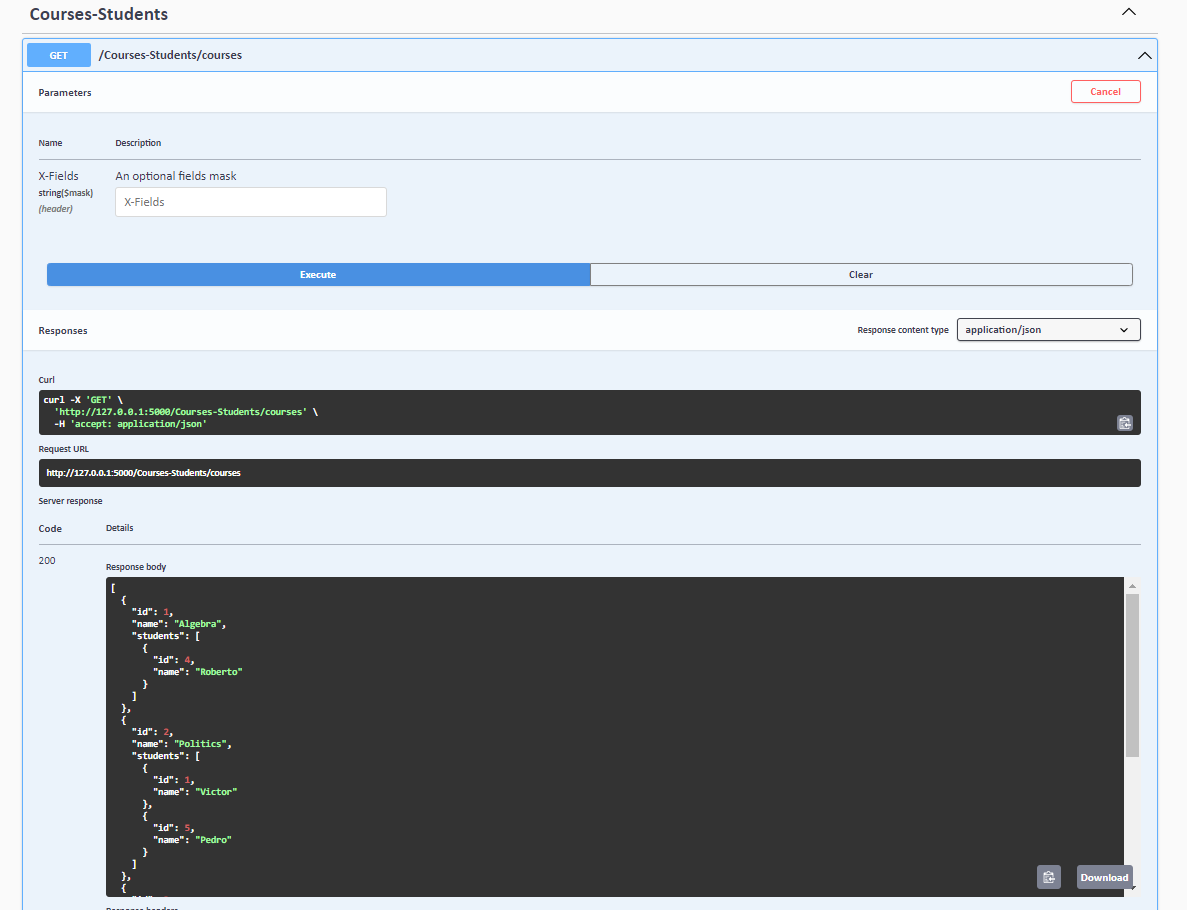 Courses-Students
GET /Courses-Students/courses
Parameters
Cancel
Name Description
X-Fields An optional fields mask
string($mask)
(header)
X-Fields
Execute Clear
Responses Response content type application/json
Curl
curl -X 'GET' \
'http://127.0.0.1:5000/Courses-Students/courses' \
-H 'accept: application/json'
Request URL
http://127.0.0.1:5000/Courses-Students/courses
Server response
Code Details
200
Response body
[
{
"id": 1,
"name": "Algebra",
"students": [
{
"id": 4,
"name": "Roberto"
}
]
},
{
"id": 2,
"name": "Politics",
"students": [
{
"id": 1,
"name": "Victor"
},
{
"id": 5,
"name": "Pedro"
}
]
},
{
Download